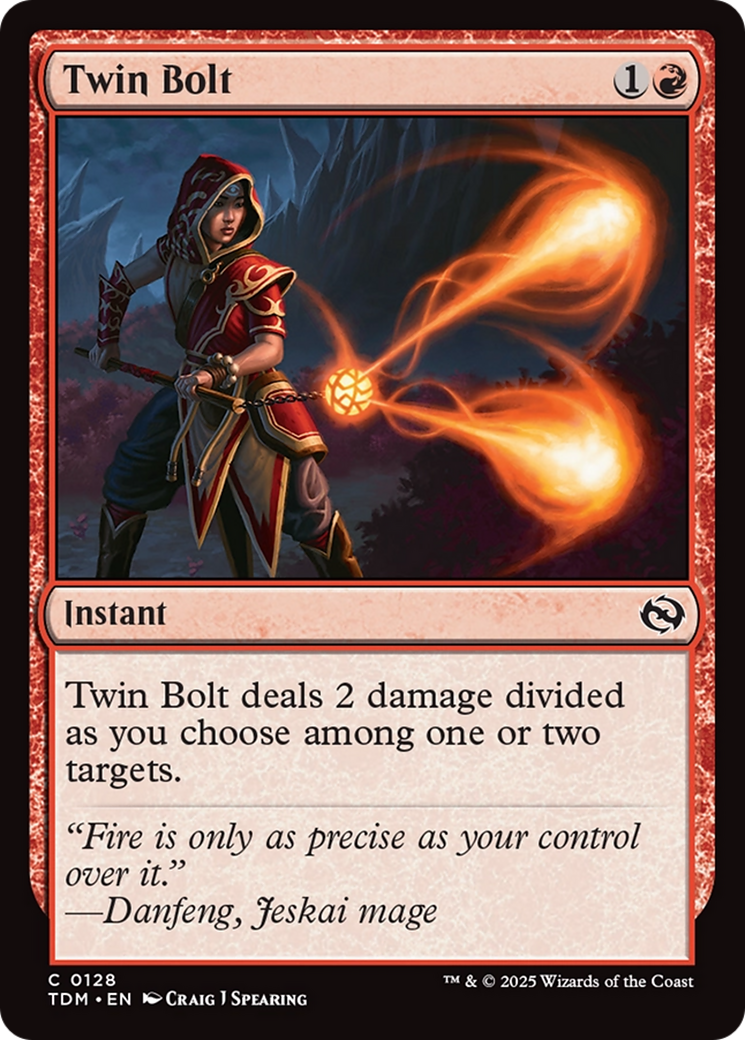 Twin Bolt 1
Instant
Twin Bolt deals 2 damage divided
as you choose among one or two
targets.
“Fire is only as precise as your control
over it.”
—Danfeng, Jeskai mage
C 0128
TDM • EN Craig J Spearing
™ & © 2025 Wizards of the Coast